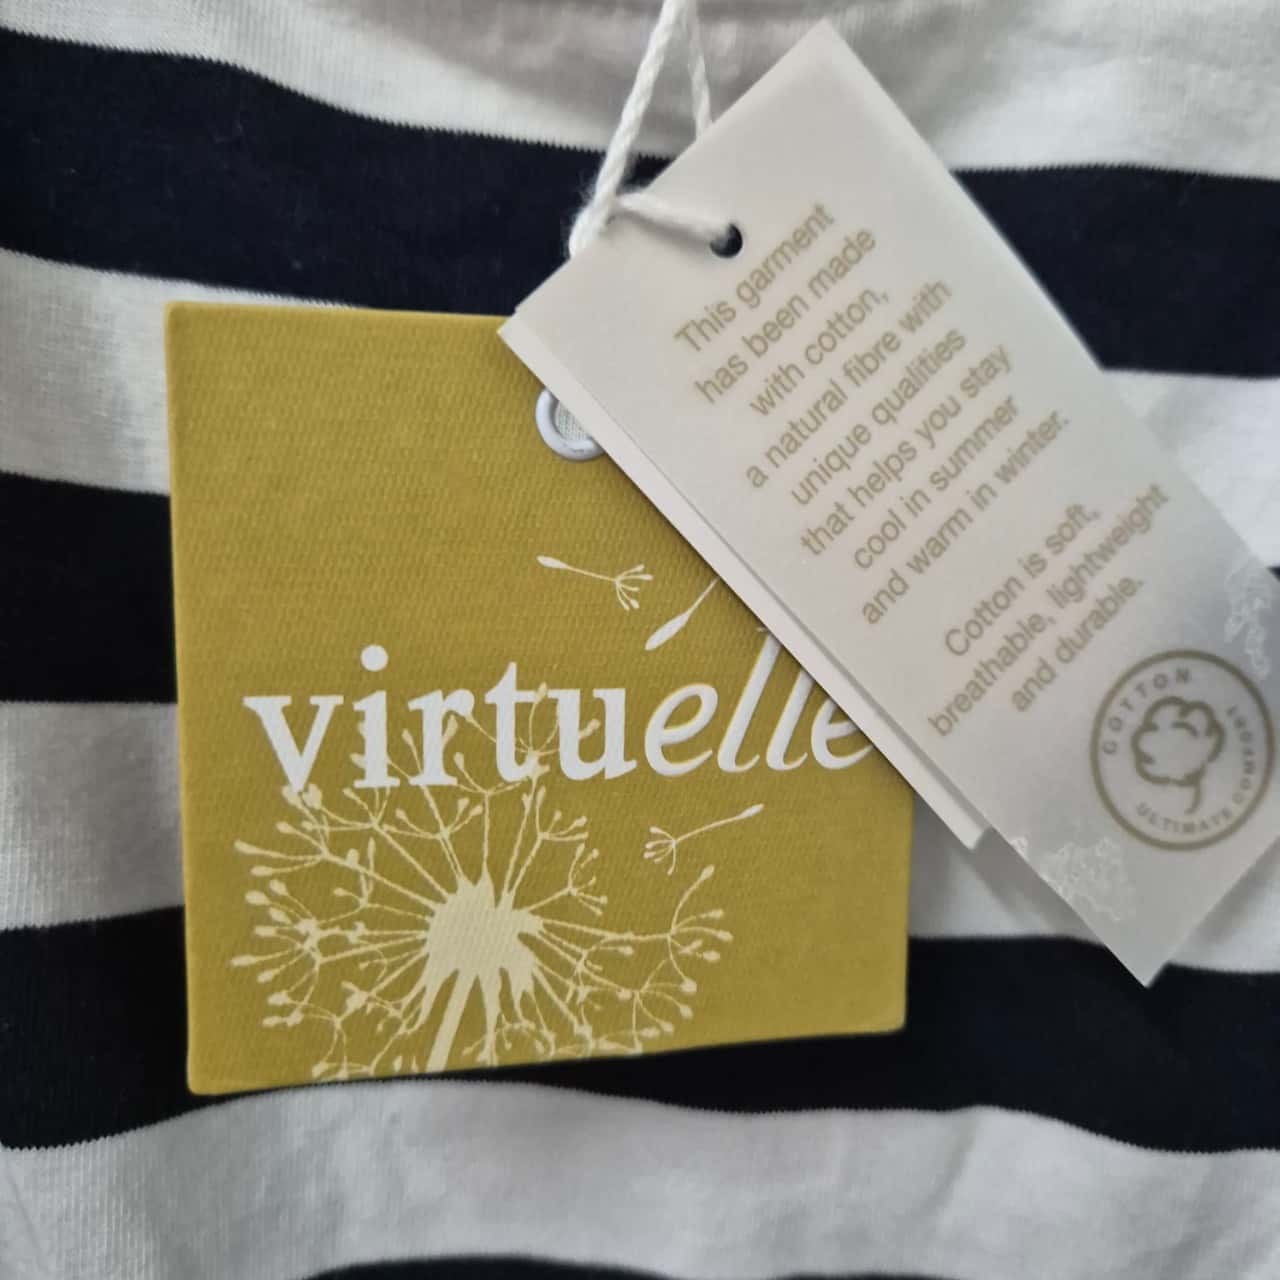 This garment
has been made
with cotton,
a natural fibre with
unique qualities
that helps you stay
cool in summer
and warm in winter.
Cotton is soft,
breathable, lightweight
and durable.
COTTON
ULTIMATE COMFORT
virtuelle